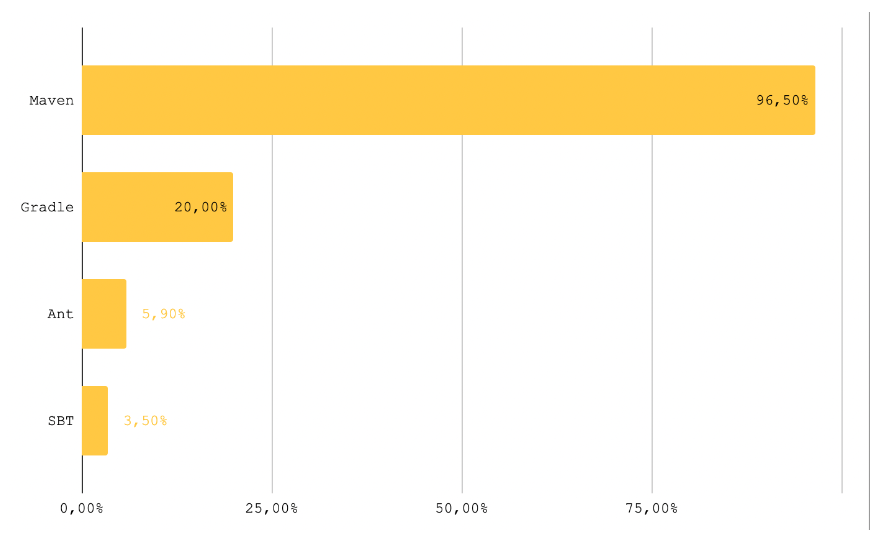 Maven 96,50%
Gradle 20,00%
Ant 5,90%
SBT 3,50%
0,00% 25,00% 50,00% 75,00%